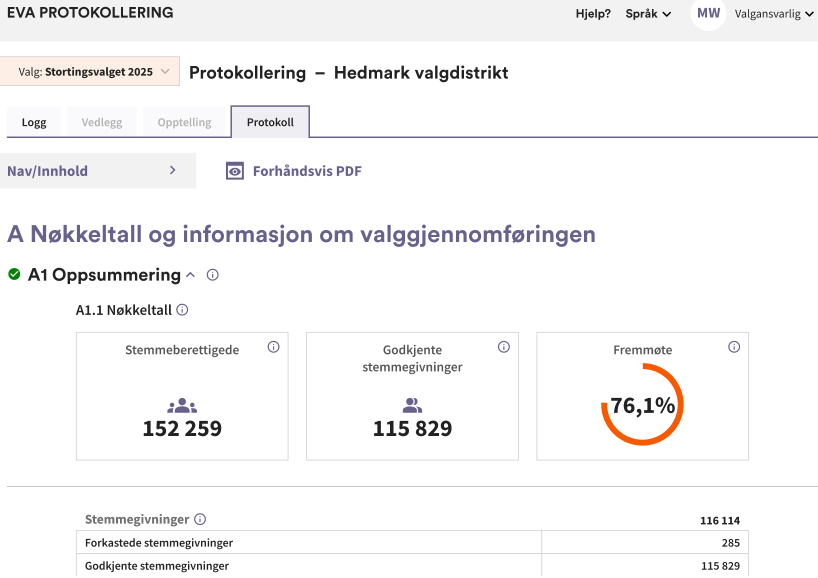 EVA PROTOKOLLERING
Hjelp? Språk MW Valgansvarlig
Valg: Stortingsvalget 2025 Protokollering – Hedmark valgdistrikt
Logg Vedlegg Opptelling Protokoll
Nav/Innhold Forhåndsvis PDF
A Nøkkeltall og informasjon om valggjennomføringen
A1 Oppsummering
A1.1 Nøkkeltall
Stemmeberettigede
152 259
Godkjente
stemmegivninger
115 829
Fremmøte
76,1%
Stemmegivninger 116 114
Forkastede stemmegivninger 285
Godkjente stemmegivninger 115 829